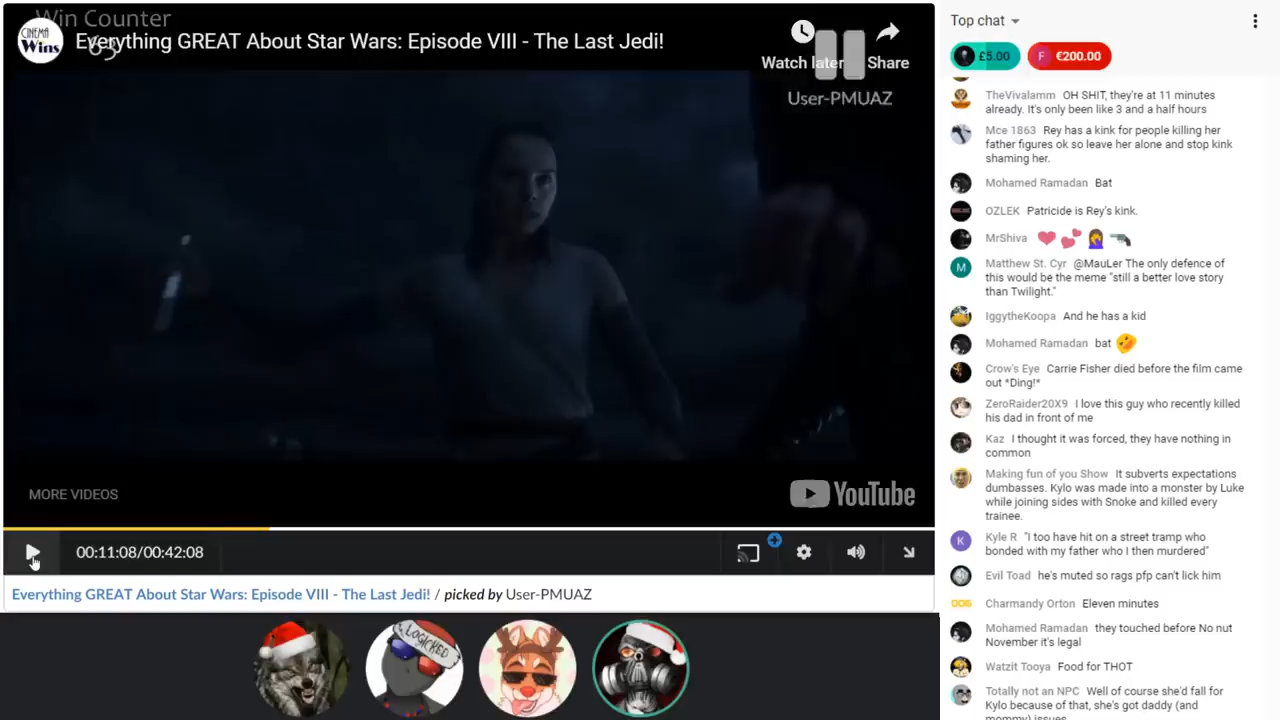 Win Counter
63
CINEMA
Wins
Everything GREAT About Star Wars: Episode VIII - The Last Jedi!
Watch later
Share
User-PMUAZ
MORE VIDEOS
YouTube
00:11:08/00:42:08
Everything GREAT About Star Wars: Episode VIII - The Last Jedi! / picked by User-PMUAZ
LOGICKED
Top chat
£5.00
F €200.00
TheVivalamm OH SHIT, they're at 11 minutes
already. It's only been like 3 and a half hours
Mce 1863 Rey has a kink for people killing her
father figures ok so leave her alone and stop kink
shaming her.
Mohamed Ramadan Bat
OZLEK Patricide is Rey's kink.
MrShiva ❤️ 💕 🤦‍♀️ 🔫
M
Matthew St. Cyr @MauLer The only defence of
this would be the meme "still a better love story
than Twilight."
IggytheKoopa And he has a kid
Mohamed Ramadan bat 🤣
Crow's Eye Carrie Fisher died before the film came
out *Ding!*
ZeroRaider20X9 I love this guy who recently killed
his dad in front of me
Kaz I thought it was forced, they have nothing in
common
Making fun of you Show It subverts expectations
dumbasses. Kylo was made into a monster by Luke
while joining sides with Snoke and killed every
trainee.
K
Kyle R "I too have hit on a street tramp who
bonded with my father who I then murdered"
Evil Toad he's muted so rags pfp can't lick him
Charmandy Orton Eleven minutes
Mohamed Ramadan they touched before No nut
November it's legal
Watzit Tooya Food for THOT
Totally not an NPC Well of course she'd fall for
Kylo because of that, she's got daddy (and
mommy) issues